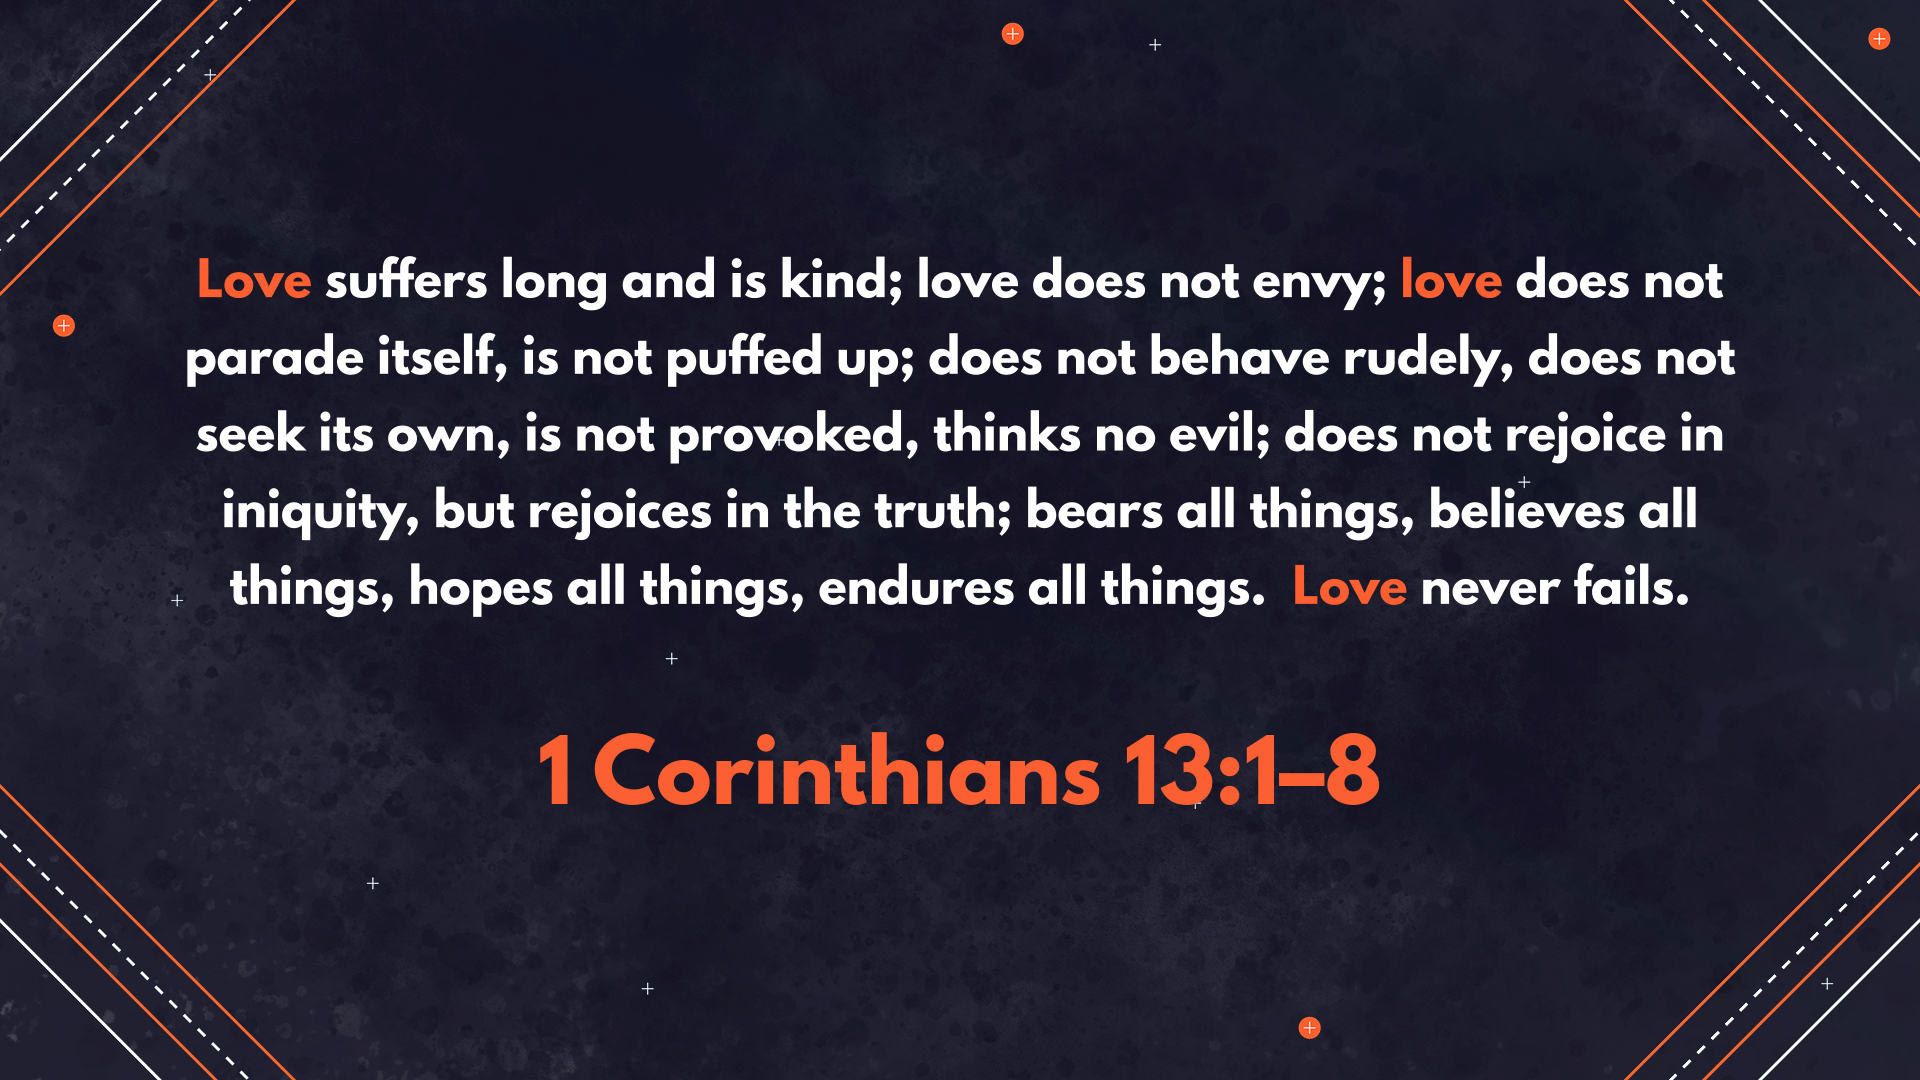 Love suffers long and is kind; love does not envy; love does not
parade itself, is not puffed up; does not behave rudely, does not
seek its own, is not provoked, thinks no evil; does not rejoice in
iniquity, but rejoices in the truth; bears all things, believes all
things, hopes all things, endures all things.  Love never fails.
1 Corinthians 13:1–8